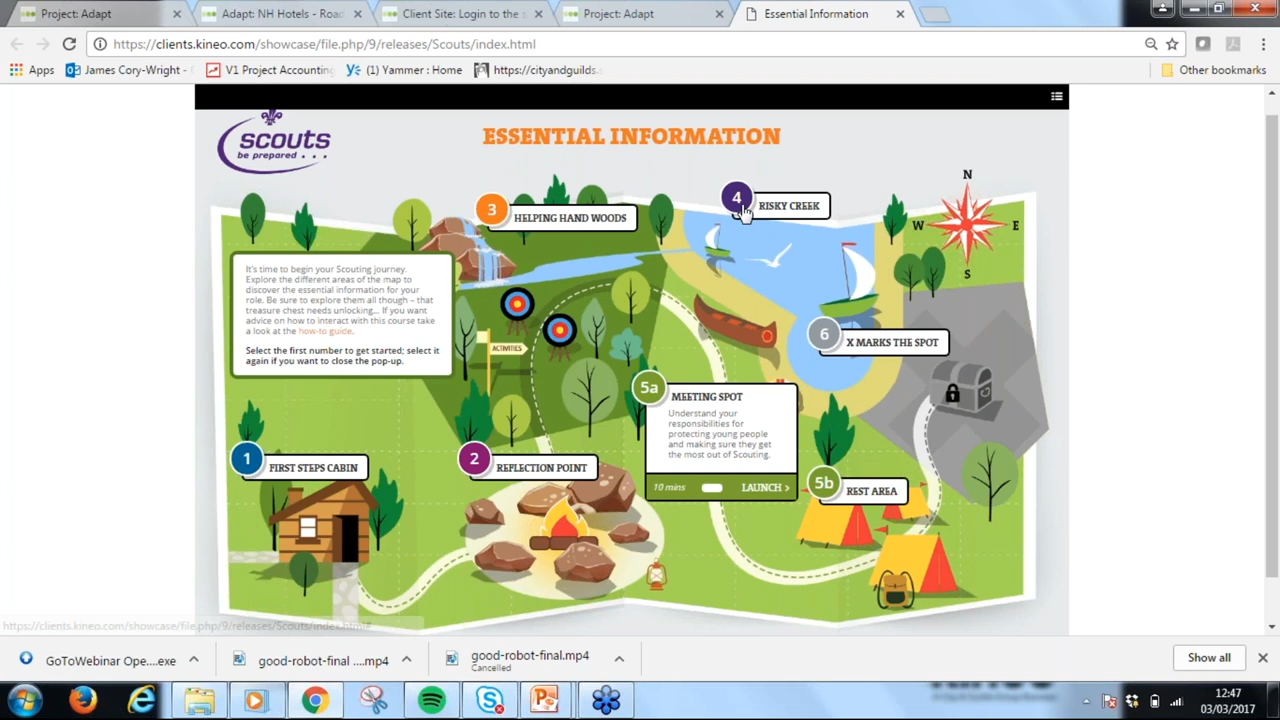 Project: Adapt
Adapt: NH Hotels - Road
Client Site: Login to the s
Project: Adapt
Essential Information
https://clients.kineo.com/showcase/file.php/9/releases/Scouts/index.html
Apps
James Cory-Wright -
V1 Project Accounting
(1) Yammer : Home
https://cityandguilds.
Other bookmarks
scouts
be prepared . . .
ESSENTIAL INFORMATION
N
W
E
S
3
HELPING HAND WOODS
4
RISKY CREEK
It's time to begin your Scouting journey.
Explore the different areas of the map to
discover the essential information for your
role. Be sure to explore them all though – that
treasure chest needs unlocking... If you want
advice on how to interact with this course take
a look at the how-to guide.
Select the first number to get started; select it
again if you want to close the pop-up.
ACTIVITIES
6
X MARKS THE SPOT
5a
MEETING SPOT
Understand your
responsibilities for
protecting young people
and making sure they get
the most out of Scouting.
10 mins
LAUNCH >
1
FIRST STEPS CABIN
2
REFLECTION POINT
5b
REST AREA
https://clients.kineo.com/showcase/file.php/9/releases/Scouts/index.html#
GoToWebinar Ope....exe
good-robot-final ....mp4
good-robot-final.mp4
Cancelled
Show all
12:47
03/03/2017